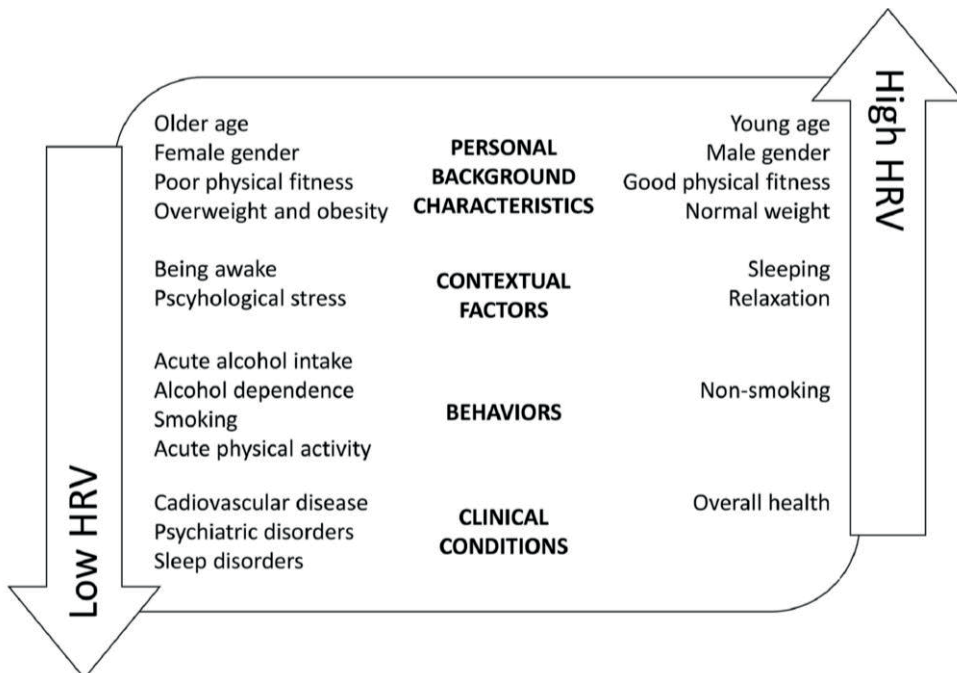 High HRV
Low HRV
Older age
Female gender
Poor physical fitness
Overweight and obesity
PERSONAL
BACKGROUND
CHARACTERISTICS
Young age
Male gender
Good physical fitness
Normal weight
Being awake
Pscyhological stress
CONTEXTUAL
FACTORS
Sleeping
Relaxation
Acute alcohol intake
Alcohol dependence
Smoking
Acute physical activity
BEHAVIORS
Non-smoking
Cadiovascular disease
Psychiatric disorders
Sleep disorders
CLINICAL
CONDITIONS
Overall health